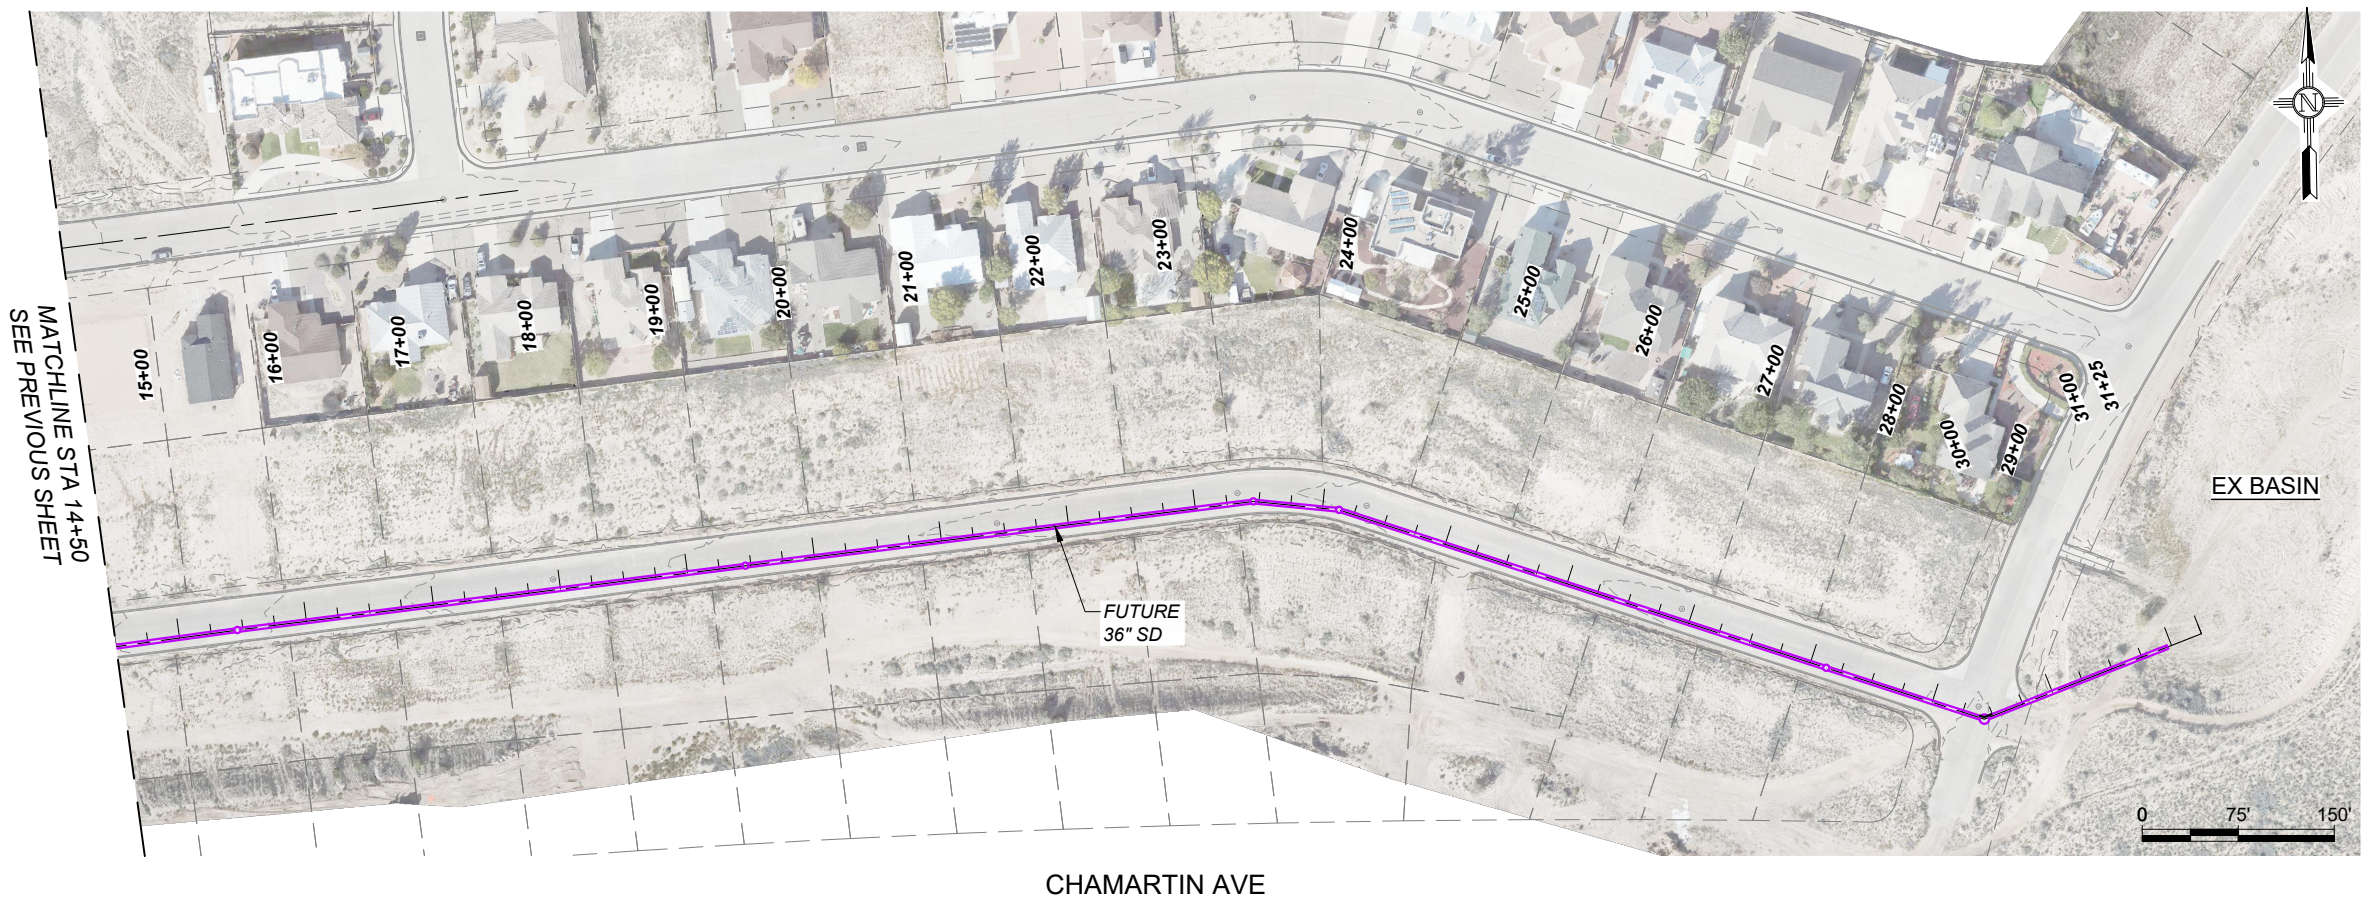 N
15+00
16+00
17+00
18+00
19+00
20+00
21+00
22+00
23+00
24+00
25+00
26+00
27+00
28+00
30+00
29+00
31+00
31+25
MATCHLINE STA 14+50
SEE PREVIOUS SHEET
EX BASIN
FUTURE
36" SD
0 75' 150'
CHAMARTIN AVE